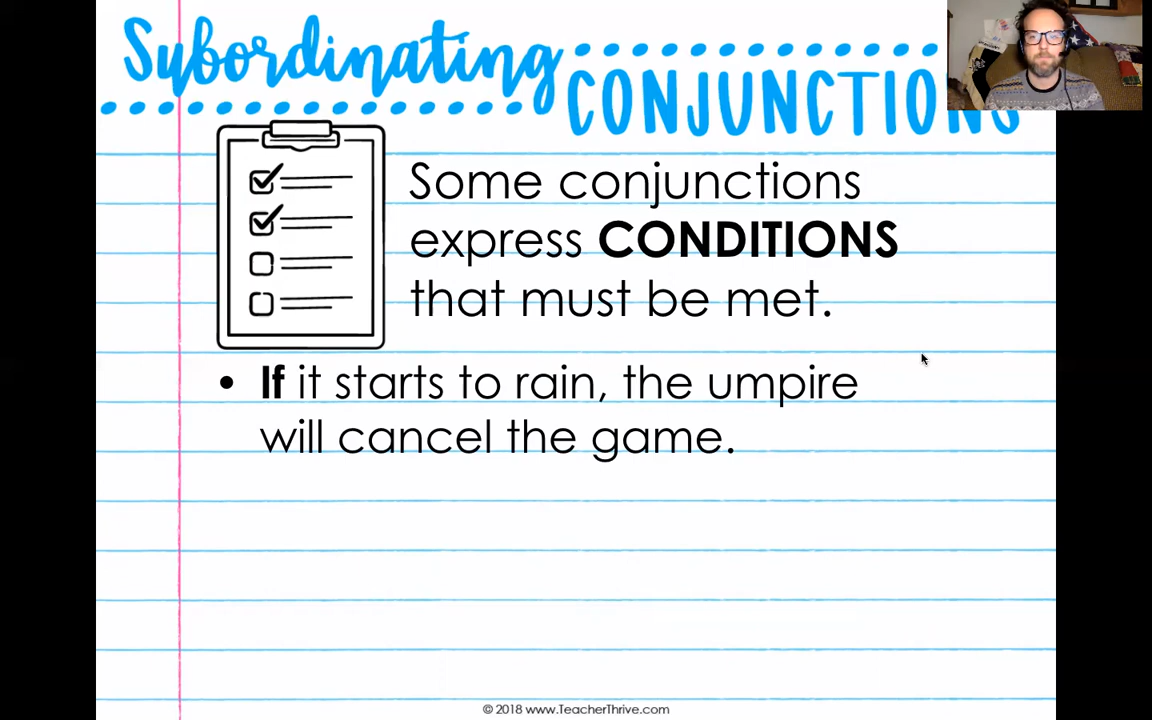 Subordinating
CONJUNCTIONS
Some conjunctions
express CONDITIONS
that must be met.
• If it starts to rain, the umpire
will cancel the game.
© 2018 www.TeacherThrive.com